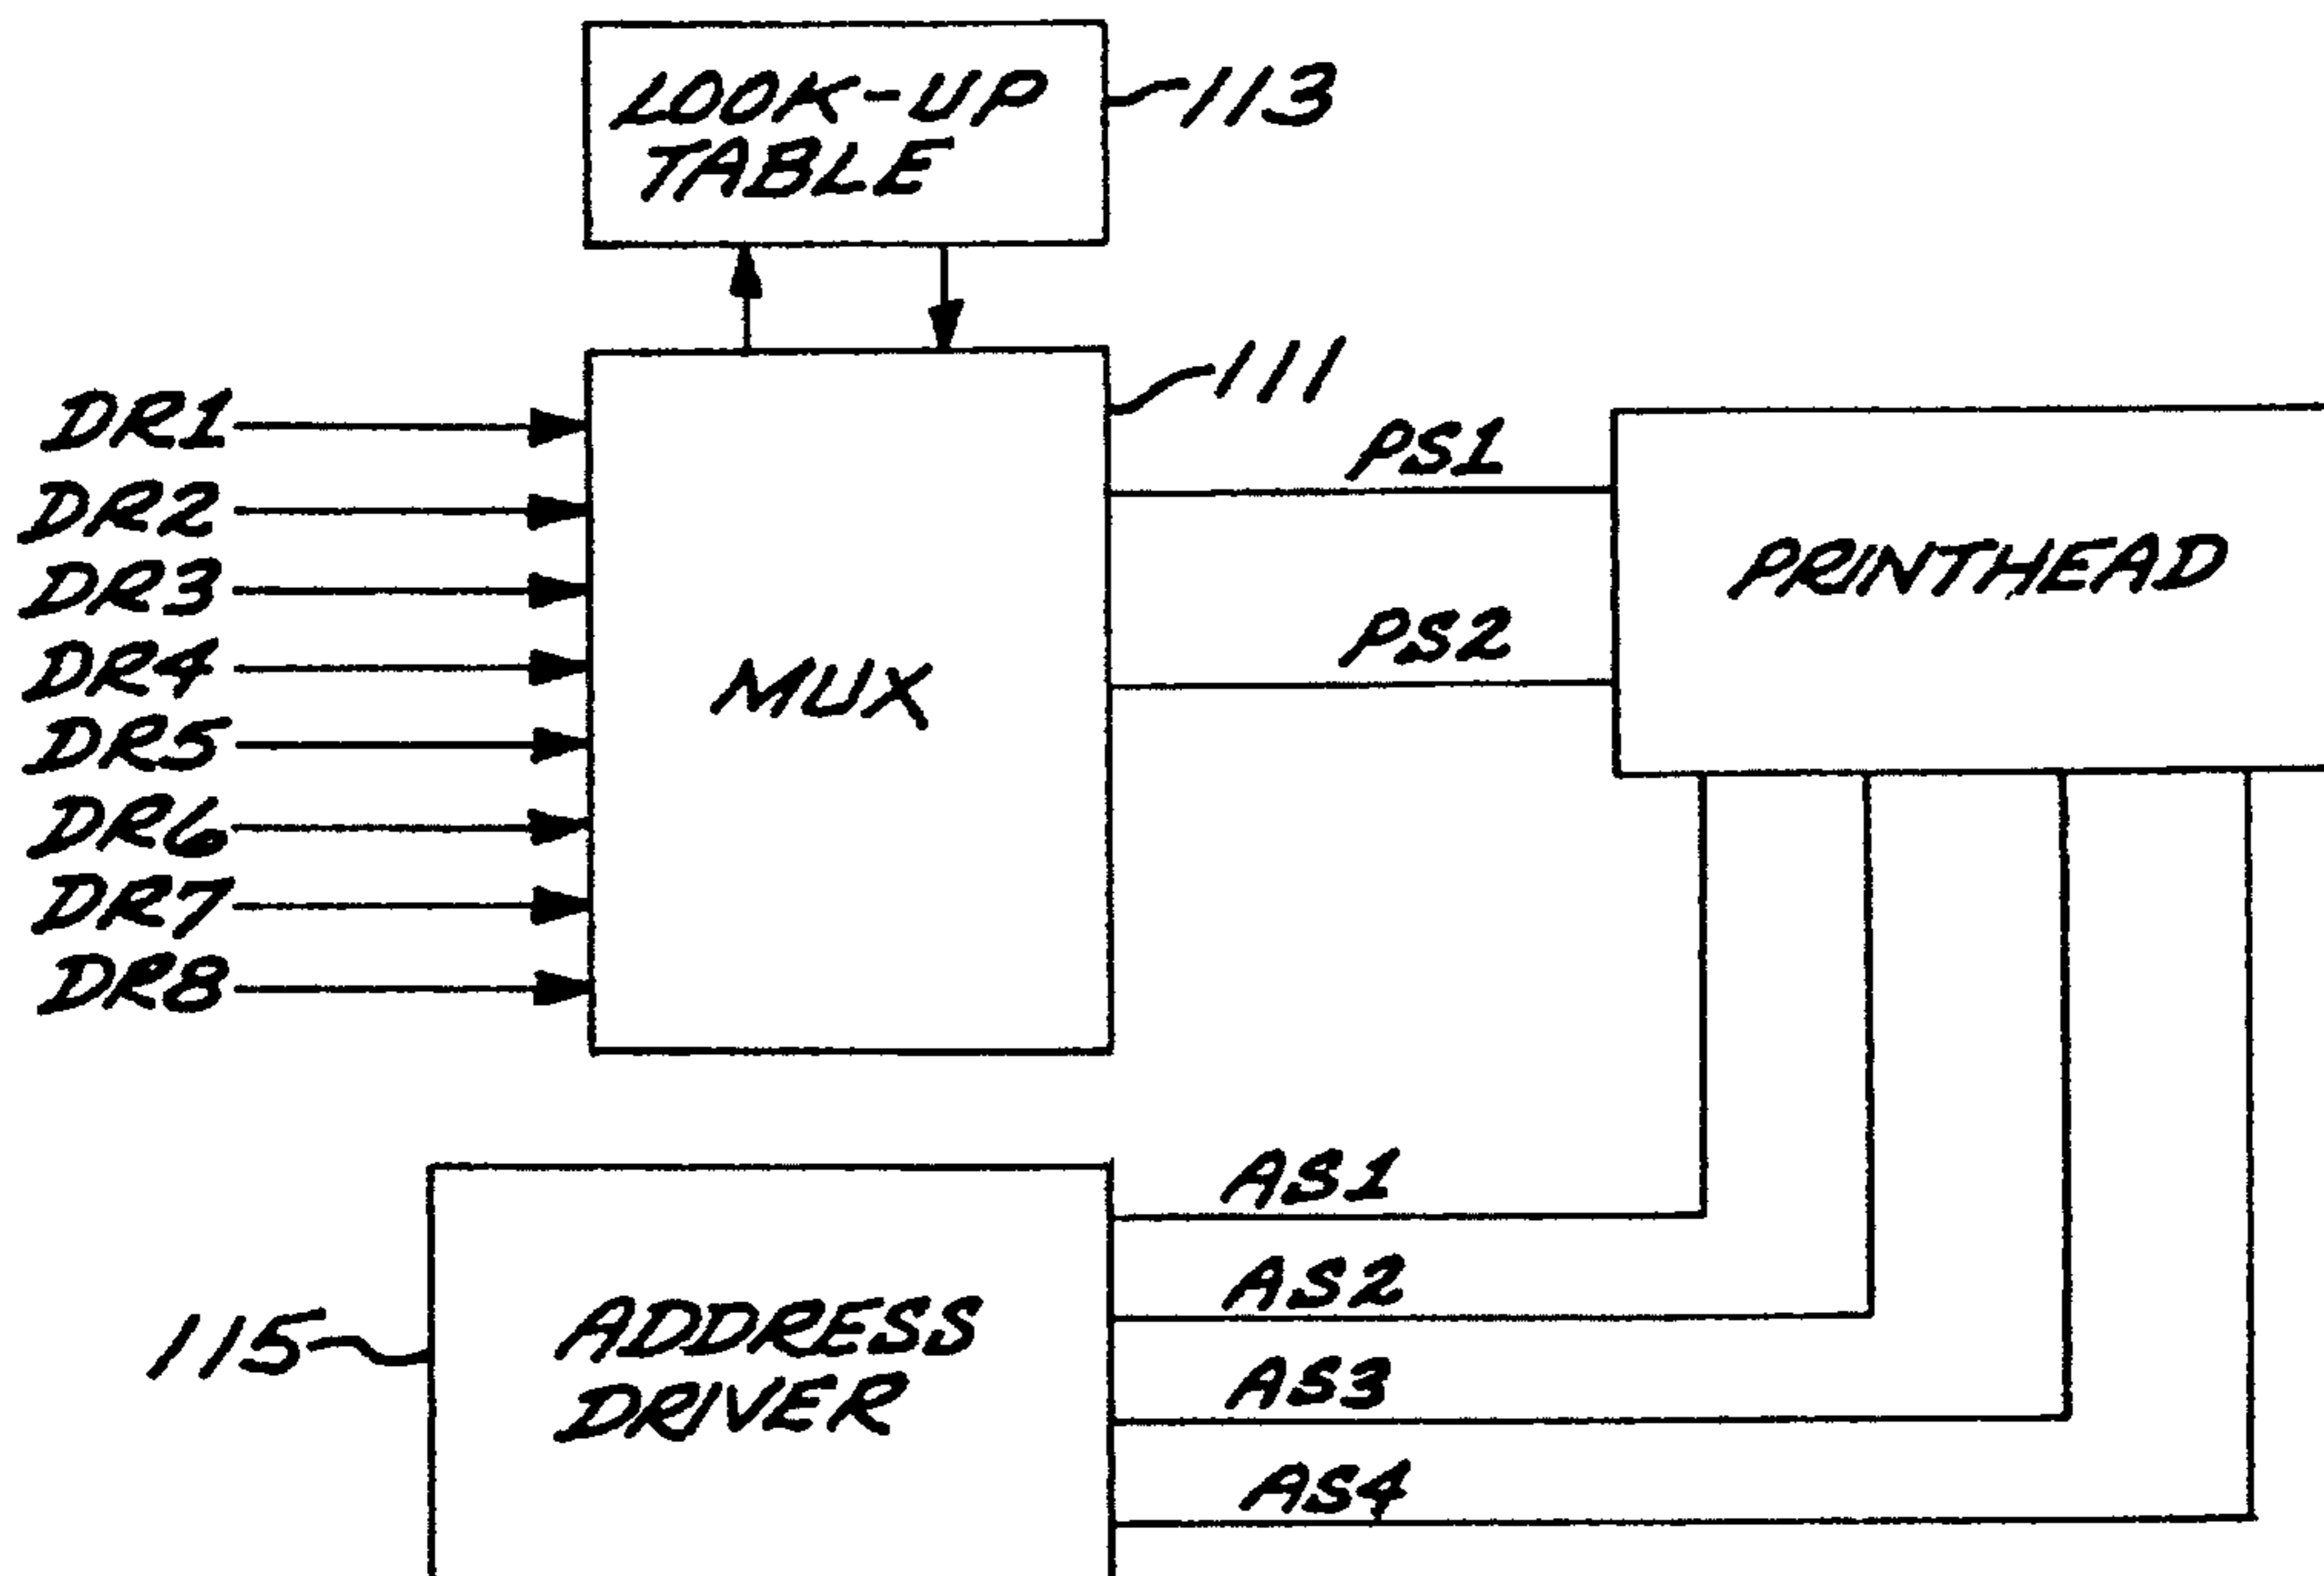 LOOK-UP
TABLE
113
111
DR1
DR2
DR3
DR4
DR5
DR6
DR7
DR8
MUX
PS1
PS2
PRINTHEAD
AS1
AS2
AS3
AS4
115
ADDRESS
DRIVER